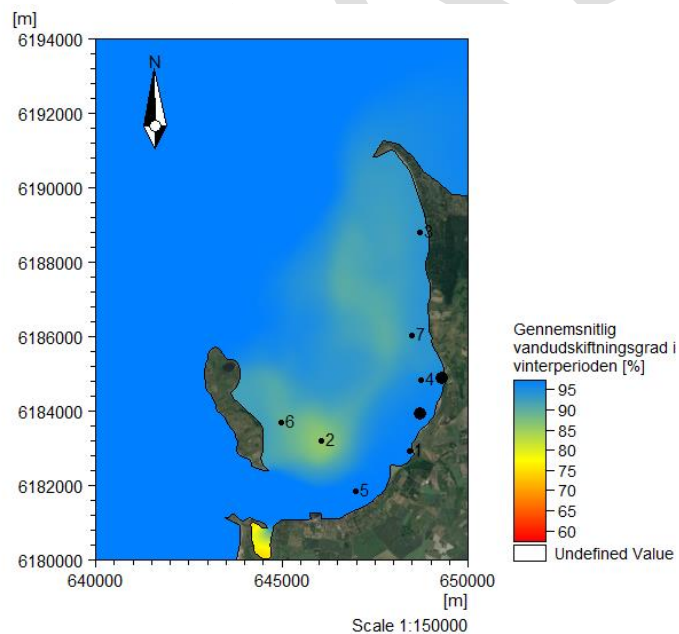 [m]
6194000
N
6192000
6190000
3
6188000
7
6186000
4
6184000
6
2
1
6182000
5
6180000
640000 645000 650000
[m]
Scale 1:150000
Gennemsnitlig
vandudskiftningsgrad i
vinterperioden [%]
95
90
85
80
75
70
65
60
Undefined Value